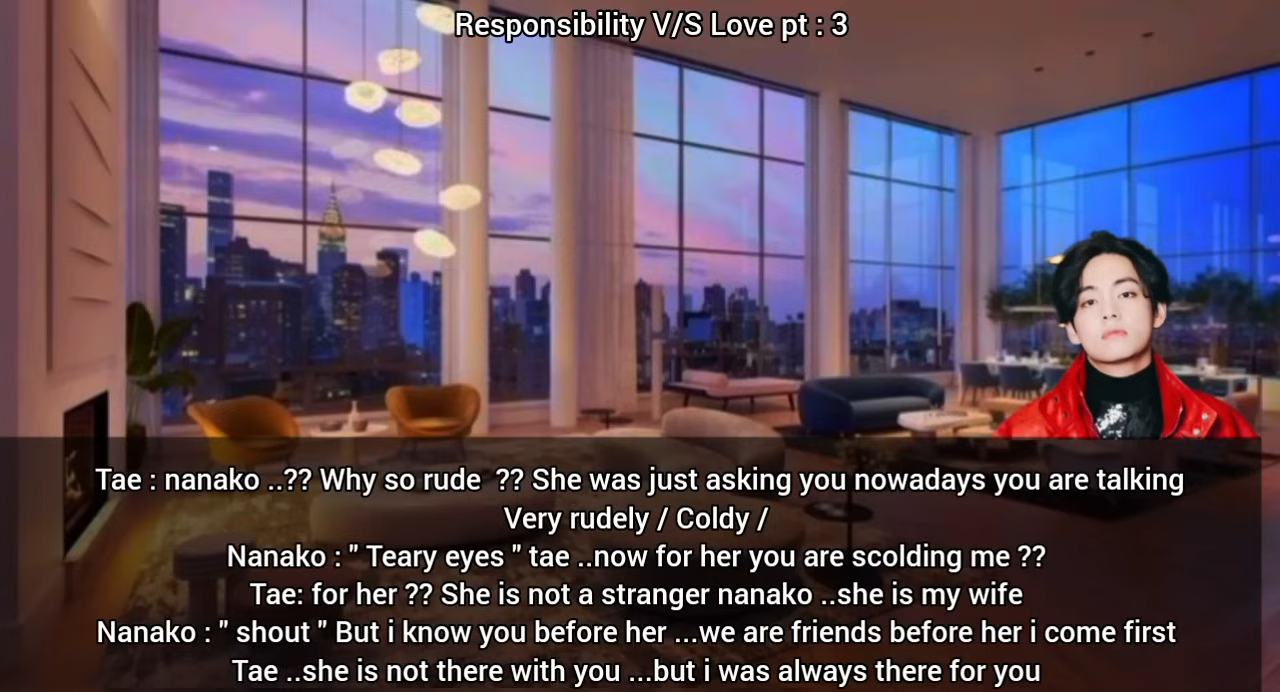 Responsibility V/S Love pt : 3
Tae : nanako ..?? Why so rude ?? She was just asking you nowadays you are talking
Very rudely / Coldy /
Nanako : " Teary eyes " tae ..now for her you are scolding me ??
Tae: for her ?? She is not a stranger nanako ..she is my wife
Nanako : " shout " But i know you before her ...we are friends before her i come first
Tae ..she is not there with you ...but i was always there for you